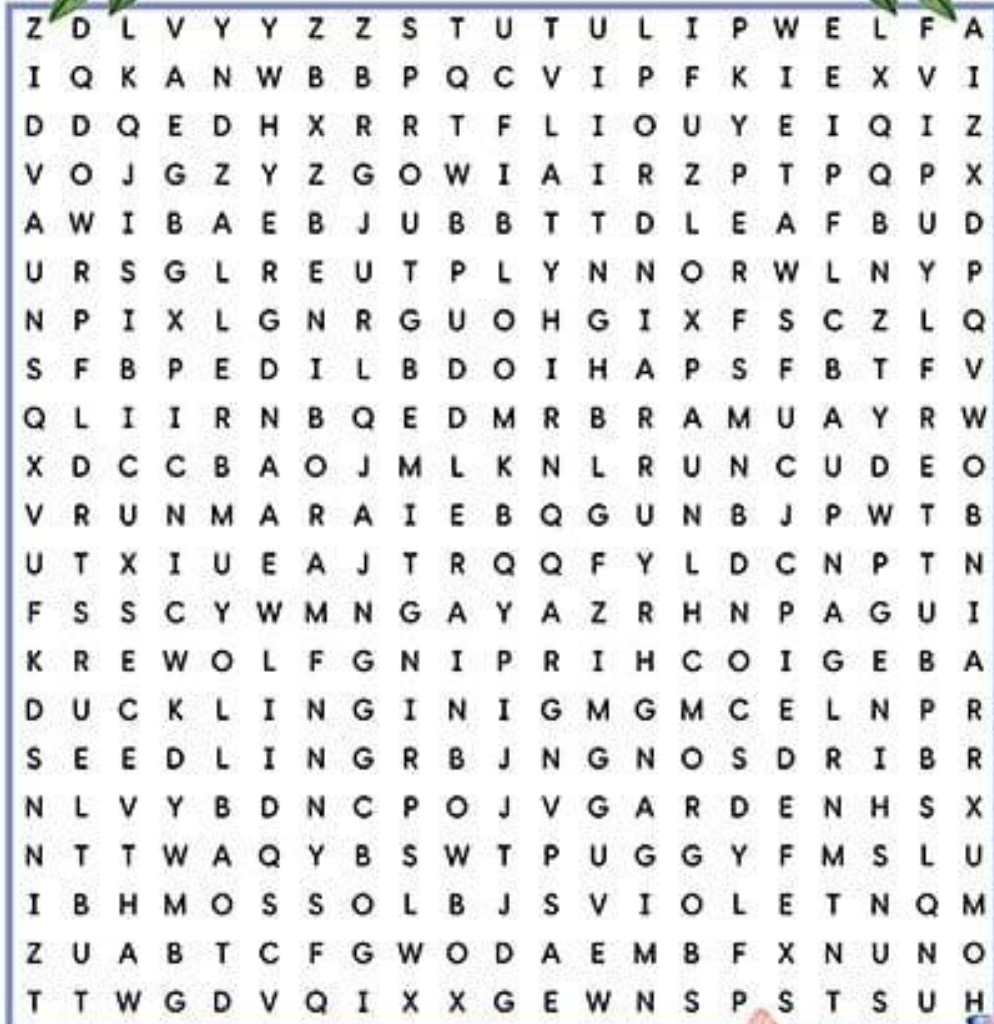 Z D L V Y Y Z Z S T U T U L I P W E L F A
I Q K A N W B B P Q C V I P F K I E X V I
D D Q E D H X R R T F L I O U Y E I Q I Z
V O J G Z Y Z G O W I A I R Z P T P Q P X
A W I B A E B J U B B T T D L E A F B U D
U R S G L R E U T P L Y N N O R W L N Y P
N P I X L G N R G U O H G I X F S C Z L Q
S F B P E D I L B D O I H A P S F B T F V
Q L I I R N B Q E D M R B R A M U A Y R W
X D C C B A O J M L K N L R U N C U D E O
V R U N M A R A I E B Q G U N B J P W T B
U T X I U E A J T R Q Q F Y L D C N P T N
F S S C Y W M N G A Y A Z R H N P A G U I
K R E W O L F G N I P R I H C O I G E B A
D U C K L I N G I N I G M G M C E L N P R
S E E D L I N G R B J N G N O S D R I B R
N L V Y B D N C P O J V G A R D E N H S X
N T T W A Q Y B S W T P U G G Y F M S L U
I B H M O S S O L B J S V I O L E T N Q M
Z U A B T C F G W O D A E M B F X N U N O
T T W G D V Q I X X G E W N S P S T S U H